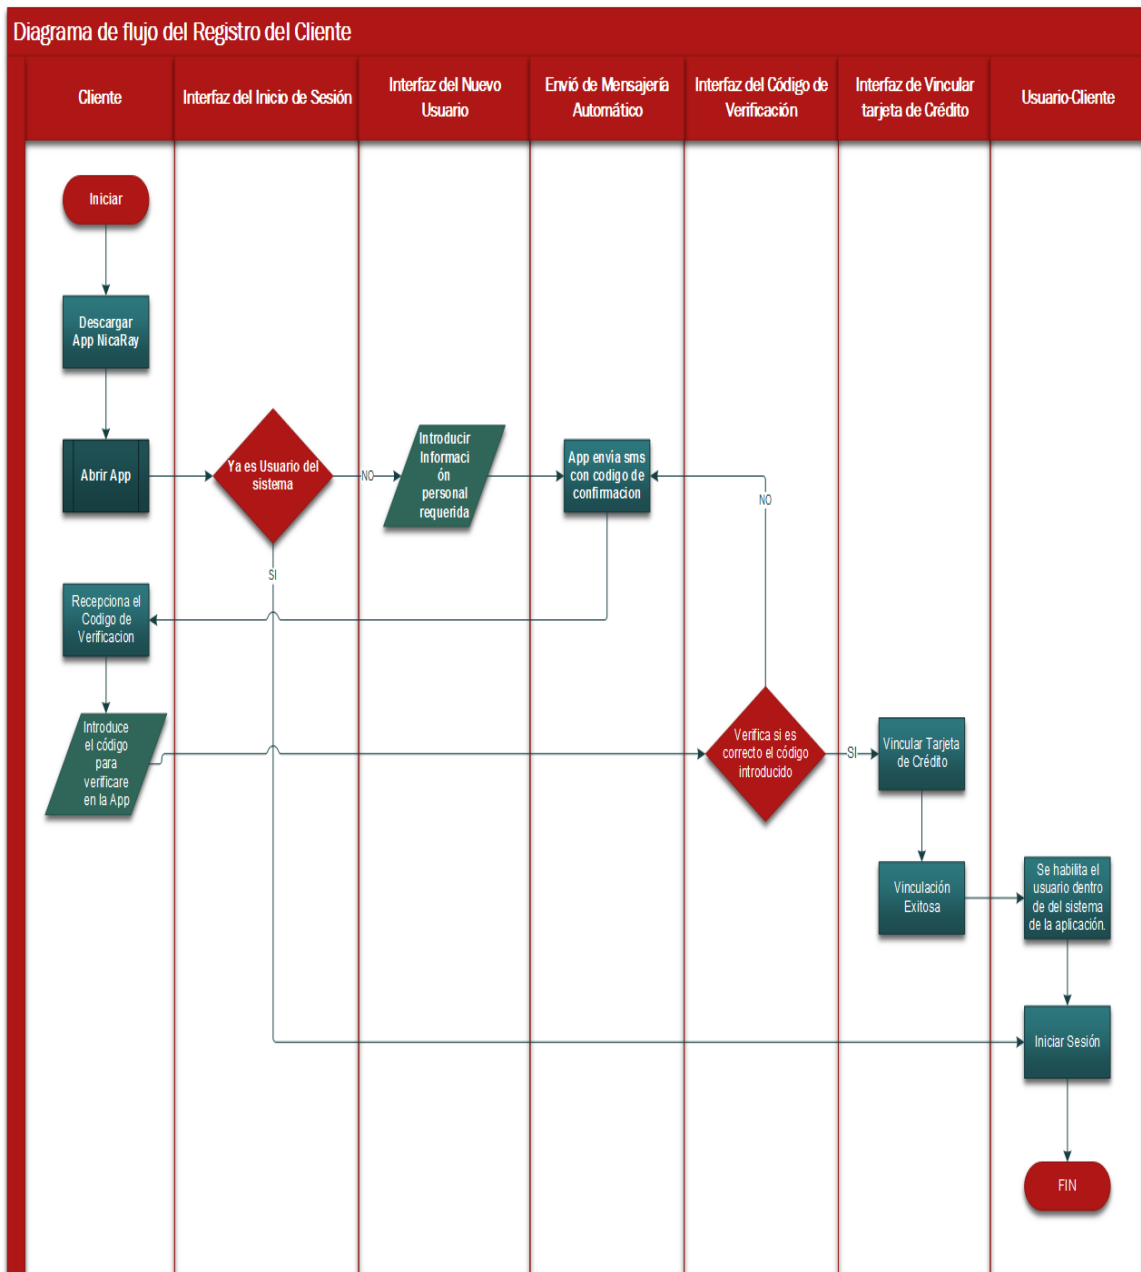 Diagrama de flujo del Registro del Cliente
Cliente
Interfaz del Inicio de Sesión
Interfaz del Nuevo
Usuario
Envió de Mensajería
Automático
Interfaz del Código de
Verificación
Interfaz de Vincular
tarjeta de Crédito
Usuario-Cliente
Iniciar
Descargar
App NicaRay
Abrir App
Ya es Usuario del
sistema
NO
Introducir
Informaci
ón
personal
requerida
App envía sms
con codigo de
confirmacion
NO
SI
Recepciona el
Codigo de
Verificacion
Introduce
el código
para
verificare
en la App
Verifica si es
correcto el código
introducido
SI
Vincular Tarjeta
de Crédito
Vinculación
Exitosa
Se habilita el
usuario dentro
de del sistema
de la aplicación.
Iniciar Sesión
FIN